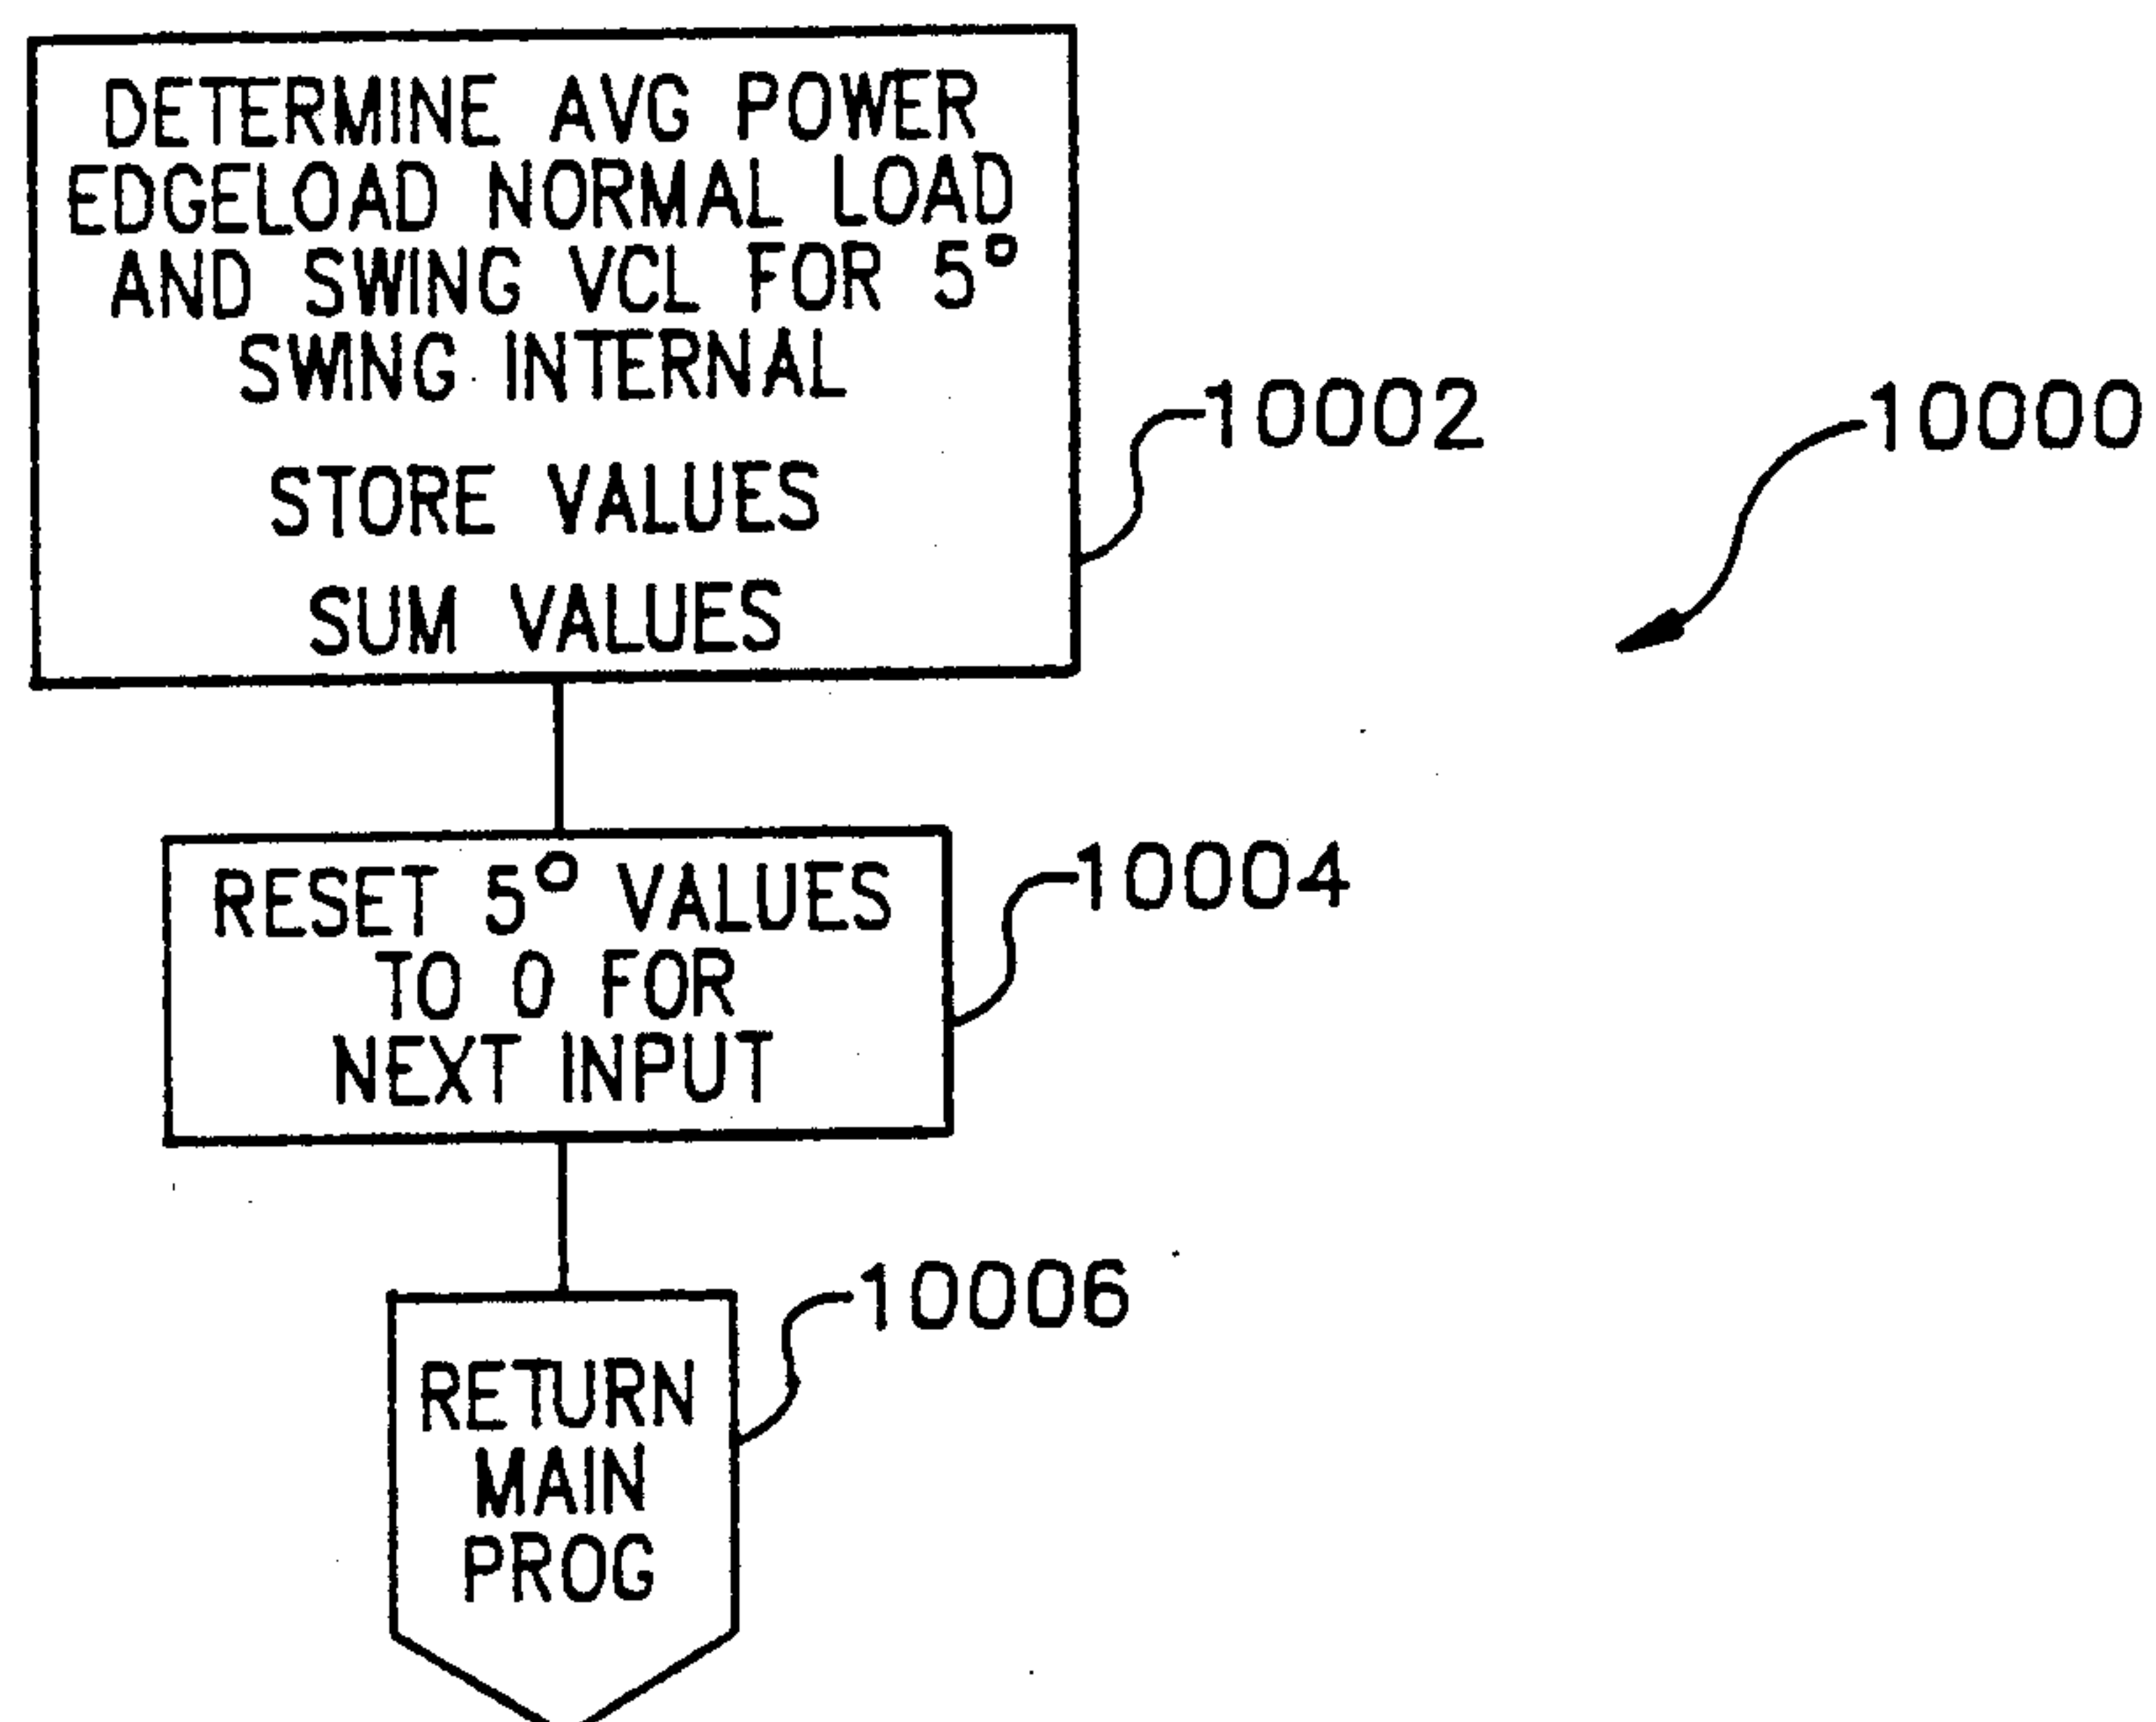 DETERMINE AVG POWER
EDGELOAD NORMAL LOAD
AND SWING VCL FOR 5°
SWING INTERNAL
STORE VALUES
SUM VALUES
10002
10000
RESET 5° VALUES
TO 0 FOR
NEXT INPUT
10004
RETURN
MAIN
PROG
10006